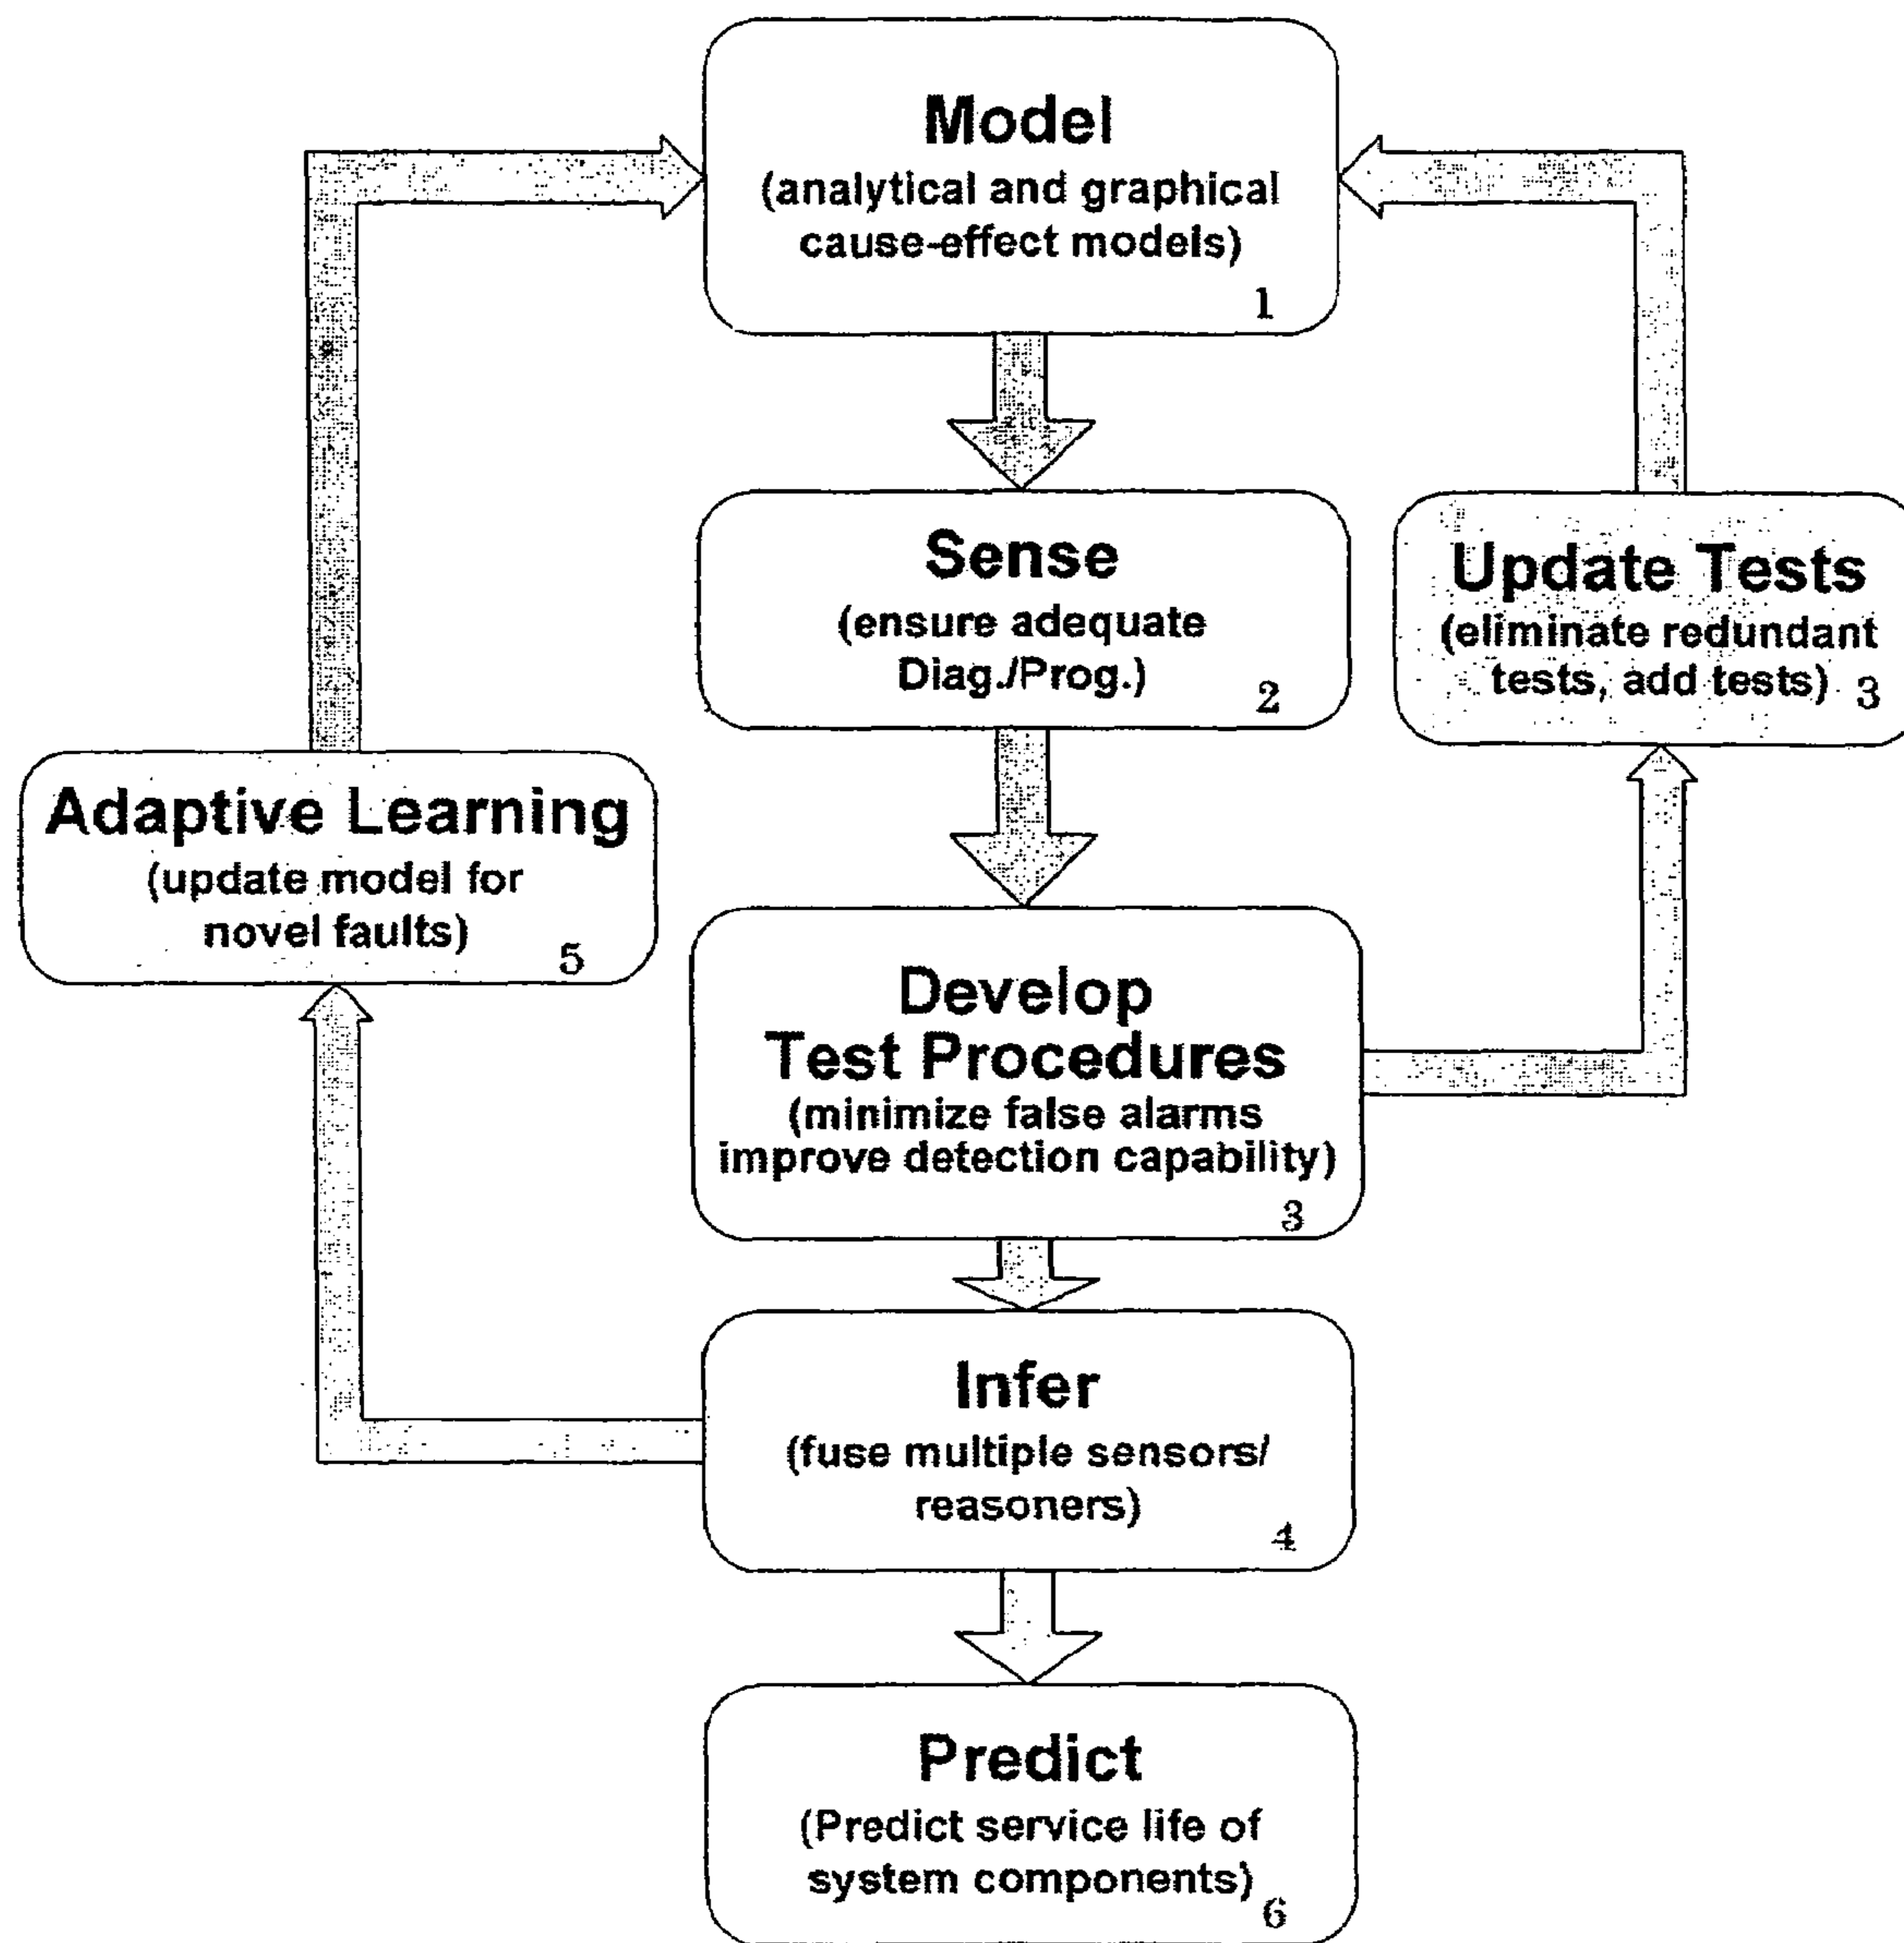 Model
(analytical and graphical
cause-effect models)
1
Sense
(ensure adequate
Diag./Prog.)
2
Update Tests
(eliminate redundant
tests, add tests)
3
Adaptive Learning
(update model for
novel faults)
5
Develop
Test Procedures
(minimize false alarms
improve detection capability)
3
Infer
(fuse multiple sensors/
reasoners)
4
Predict
(Predict service life of
system components)
6